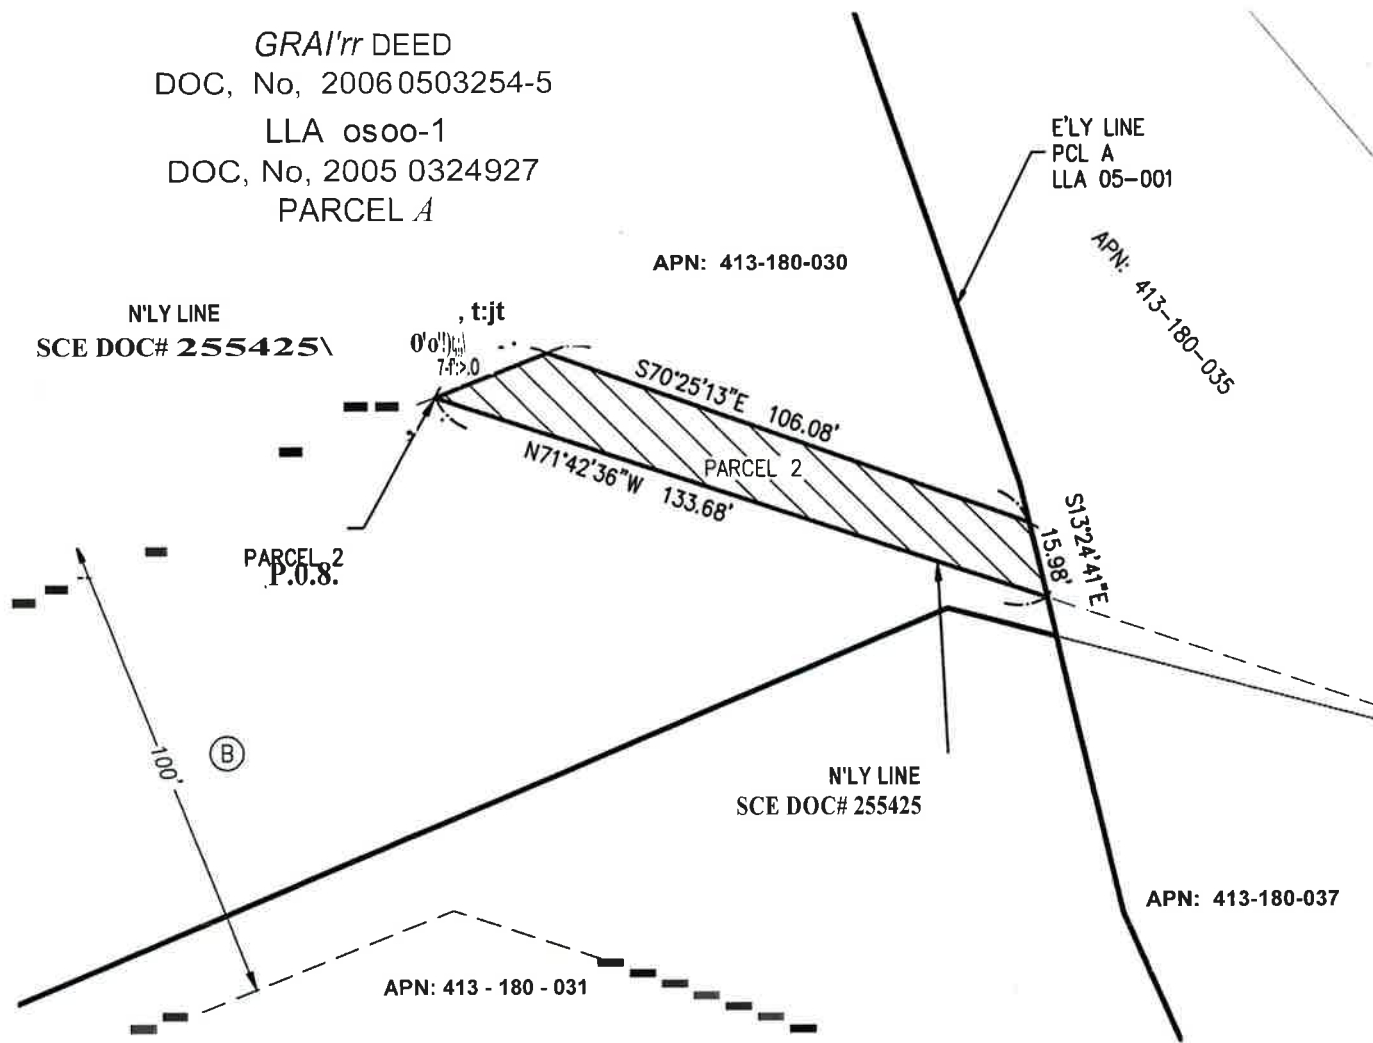 GRAI'rr DEED
DOC, No, 2006 0503254-5
LLA osoo-1
DOC, No, 2005 0324927
PARCEL A
E'LY LINE
PCL A
LLA 05-001
APN: 413-180-030
APN: 413-180-035
N'LY LINE
SCE DOC# 255425\
, t:jt
S70°25'13"E 106.08'
PARCEL 2
N71°42'36"W 133.68'
S13°24'41"E
15.98'
PARCEL 2
P.0.8.
100'
B
N'LY LINE
SCE DOC# 255425
APN: 413-180-037
APN: 413 - 180 - 031